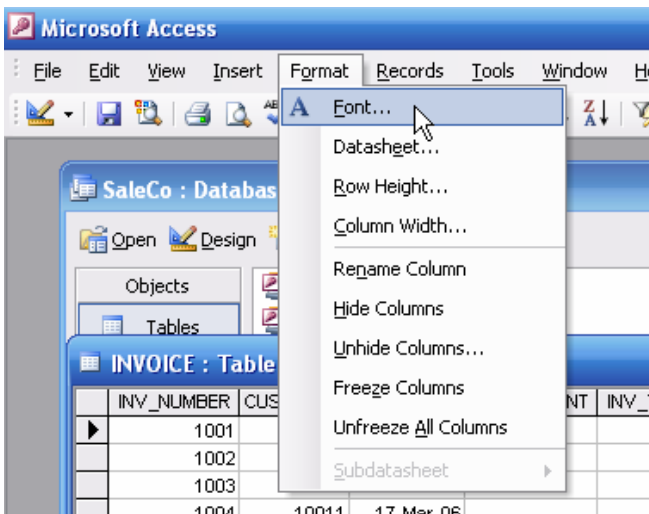 Microsoft Access
File Edit View Insert Format Records Tools Window
A Font...
Z A
Datasheet...
SaleCo : Databas
Row Height...
Open Design
Column Width...
Objects
Rename Column
Tables
Hide Columns
Unhide Columns...
INVOICE : Table
Freeze Columns
INV_NUMBER CUS NT INV_
Unfreeze All Columns
1001
1002
Subdatasheet
1003
1004 10011 17-Mar-06